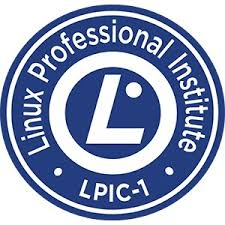 Linux Professional Institute
L
• LPIC-1 •